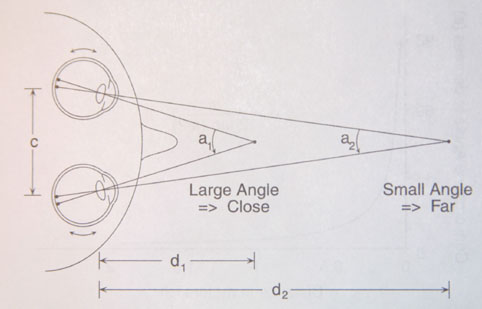 c
a₁
a₂
Large Angle
=> Close
Small Angle
=> Far
d₁
d₂